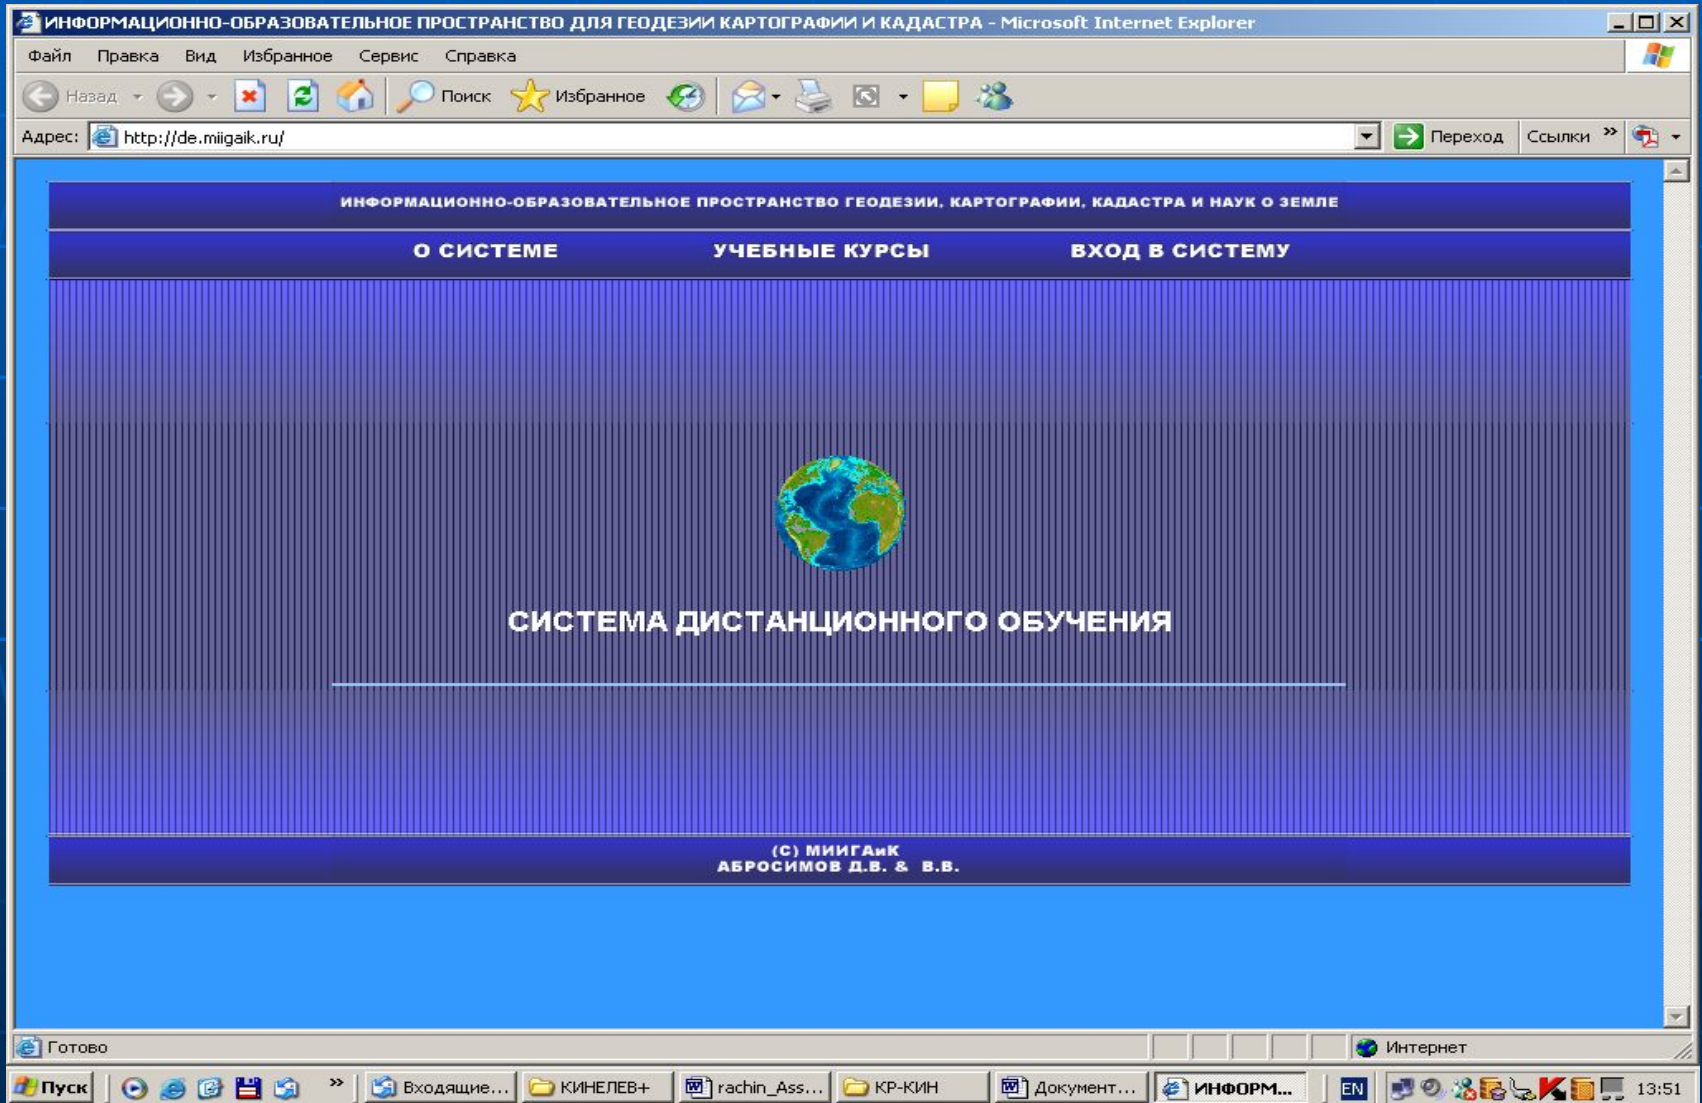 ИНФОРМАЦИОННО-ОБРАЗОВАТЕЛЬНОЕ ПРОСТРАНСТВО ДЛЯ ГЕОДЕЗИИ КАРТОГРАФИИ И КАДАСТРА - Microsoft Internet Explorer
Файл Правка Вид Избранное Сервис Справка
Назад Поиск Избранное
Адрес: http://de.miigaik.ru/ Переход Ссылки »
ИНФОРМАЦИОННО-ОБРАЗОВАТЕЛЬНОЕ ПРОСТРАНСТВО ГЕОДЕЗИИ, КАРТОГРАФИИ, КАДАСТРА И НАУК О ЗЕМЛЕ
О СИСТЕМЕ УЧЕБНЫЕ КУРСЫ ВХОД В СИСТЕМУ
СИСТЕМА ДИСТАНЦИОННОГО ОБУЧЕНИЯ
(С) МИИГАиК
АБРОСИМОВ Д.В. & В.В.
Готово Интернет
Пуск » Входящие... КИНЕЛЕВ+ rachin_Ass... КР-КИН Документ... ИНФОРМ... EN 13:51